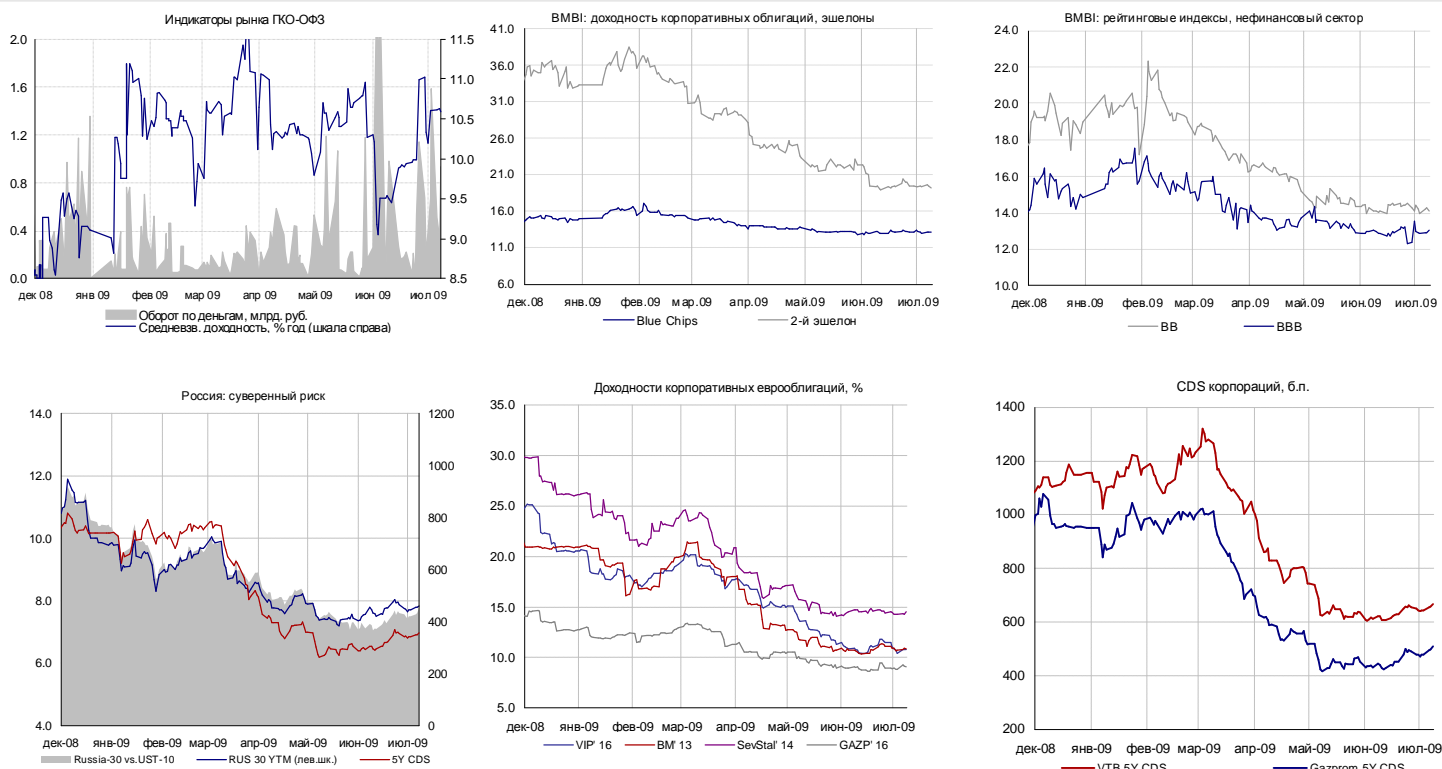 Индикаторы рынка ГКО-ОФЗ
2.0
1.6
1.2
0.8
0.4
0.0
11.5
11.0
10.5
10.0
9.5
9.0
8.5
дек 08 янв 09 фев 09 мар 09 апр 09 май 09 июн 09 июл 09
Оборот по деньгам, млрд. руб.
Средневзв. доходность, % год (шкала справа)
BMBI: доходность корпоративных облигаций, эшелоны
41.0
36.0
31.0
26.0
21.0
16.0
11.0
6.0
дек.08 янв.09 фев.09 мар.09 апр.09 май.09 июн.09 июл.09
Blue Chips 2-й эшелон
BMBI: рейтинговые индексы, нефинансовый сектор
24.0
22.0
20.0
18.0
16.0
14.0
12.0
10.0
дек.08 янв.09 фев.09 мар.09 апр.09 май.09 июн.09 июл.09
BB BBB
Россия: суверенный риск
14.0
12.0
10.0
8.0
6.0
4.0
1200
1000
800
600
400
200
0
дек-08 янв-09 фев-09 мар-09 апр-09 май-09 июн-09 июл-09
Russia-30 vs.UST-10 RUS 30 YTM (лев.шк.) 5Y CDS
Доходности корпоративных еврооблигаций, %
35.0
30.0
25.0
20.0
15.0
10.0
5.0
дек-08 янв-09 фев-09 мар-09 апр-09 май-09 июн-09 июл-09
VIP' 16 BM' 13 SevStal' 14 GAZP' 16
CDS корпораций, б.п.
1400
1200
1000
800
600
400
200
дек-08 янв-09 фев-09 мар-09 апр-09 май-09 июн-09 июл-09
VTB 5Y CDS Gazprom 5Y CDS